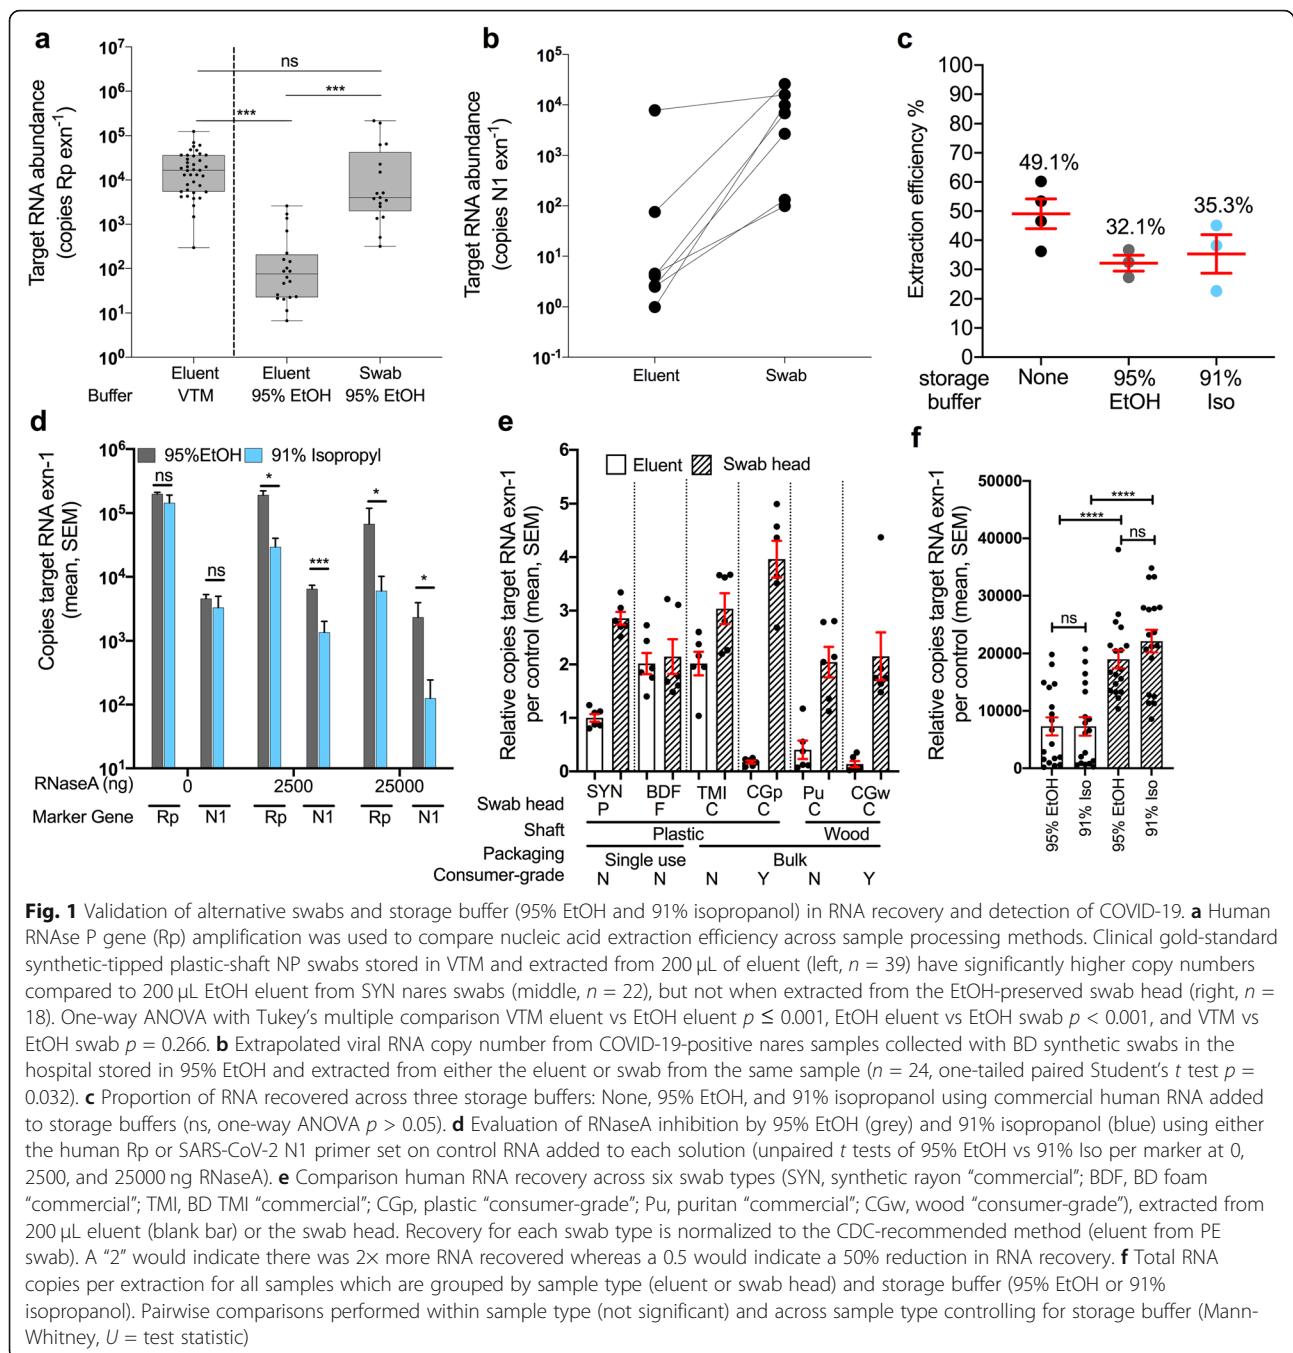 a
Target RNA abundance
(copies Rp exn-1)
10^7
10^6
10^5
10^4
10^3
10^2
10^1
10^0
ns
***
***
Buffer
Eluent
VTM
Eluent
95% EtOH
Swab
95% EtOH
b
Target RNA abundance
(copies N1 exn-1)
10^5
10^4
10^3
10^2
10^1
10^0
10^-1
Eluent
Swab
c
Extraction efficiency %
100
90
80
70
60
50
40
30
20
10
0
49.1%
32.1%
35.3%
storage
buffer
None
95%
EtOH
91%
Iso
d
Copies target RNA exn-1
(mean, SEM)
10^6
10^5
10^4
10^3
10^2
10^1
95%EtOH
91% Isopropyl
ns
ns
*
***
*
*
RNaseA (ng)
0
2500
25000
Marker Gene
Rp
N1
Rp
N1
Rp
N1
e
Relative copies target RNA exn-1
per control (mean, SEM)
6
5
4
3
2
1
0
Eluent
Swab head
SYN
BDF
TMI
CGp
Pu
CGw
Swab head
P
F
C
C
C
C
Shaft
Plastic
Wood
Packaging
Single use
Bulk
Consumer-grade
N
N
N
Y
N
Y
f
Relative copies target RNA exn-1
per control (mean, SEM)
50000
40000
30000
20000
10000
0
****
****
ns
ns
95% EtOH
91% Iso
95% EtOH
91% Iso
Fig. 1 Validation of alternative swabs and storage buffer (95% EtOH and 91% isopropanol) in RNA recovery and detection of COVID-19. a Human
RNAse P gene (Rp) amplification was used to compare nucleic acid extraction efficiency across sample processing methods. Clinical gold-standard
synthetic-tipped plastic-shaft NP swabs stored in VTM and extracted from 200 μL of eluent (left, n = 39) have significantly higher copy numbers
compared to 200 μL EtOH eluent from SYN nares swabs (middle, n = 22), but not when extracted from the EtOH-preserved swab head (right, n =
18). One-way ANOVA with Tukey's multiple comparison VTM eluent vs EtOH eluent p ≤ 0.001, EtOH eluent vs EtOH swab p < 0.001, and VTM vs
EtOH swab p = 0.266. b Extrapolated viral RNA copy number from COVID-19-positive nares samples collected with BD synthetic swabs in the
hospital stored in 95% EtOH and extracted from either the eluent or swab from the same sample (n = 24, one-tailed paired Student's t test p =
0.032). c Proportion of RNA recovered across three storage buffers: None, 95% EtOH, and 91% isopropanol using commercial human RNA added
to storage buffers (ns, one-way ANOVA p > 0.05). d Evaluation of RNaseA inhibition by 95% EtOH (grey) and 91% isopropanol (blue) using either
the human Rp or SARS-CoV-2 N1 primer set on control RNA added to each solution (unpaired t tests of 95% EtOH vs 91% Iso per marker at 0,
2500, and 25000 ng RNaseA). e Comparison human RNA recovery across six swab types (SYN, synthetic rayon "commercial"; BDF, BD foam
"commercial"; TMI, BD TMI "commercial"; CGp, plastic "consumer-grade"; Pu, puritan "commercial"; CGw, wood "consumer-grade"), extracted from
200 μL eluent (blank bar) or the swab head. Recovery for each swab type is normalized to the CDC-recommended method (eluent from PE
swab). A "2" would indicate there was 2× more RNA recovered whereas a 0.5 would indicate a 50% reduction in RNA recovery. f Total RNA
copies per extraction for all samples which are grouped by sample type (eluent or swab head) and storage buffer (95% EtOH or 91%
isopropanol). Pairwise comparisons performed within sample type (not significant) and across sample type controlling for storage buffer (Mann-
Whitney, U = test statistic)